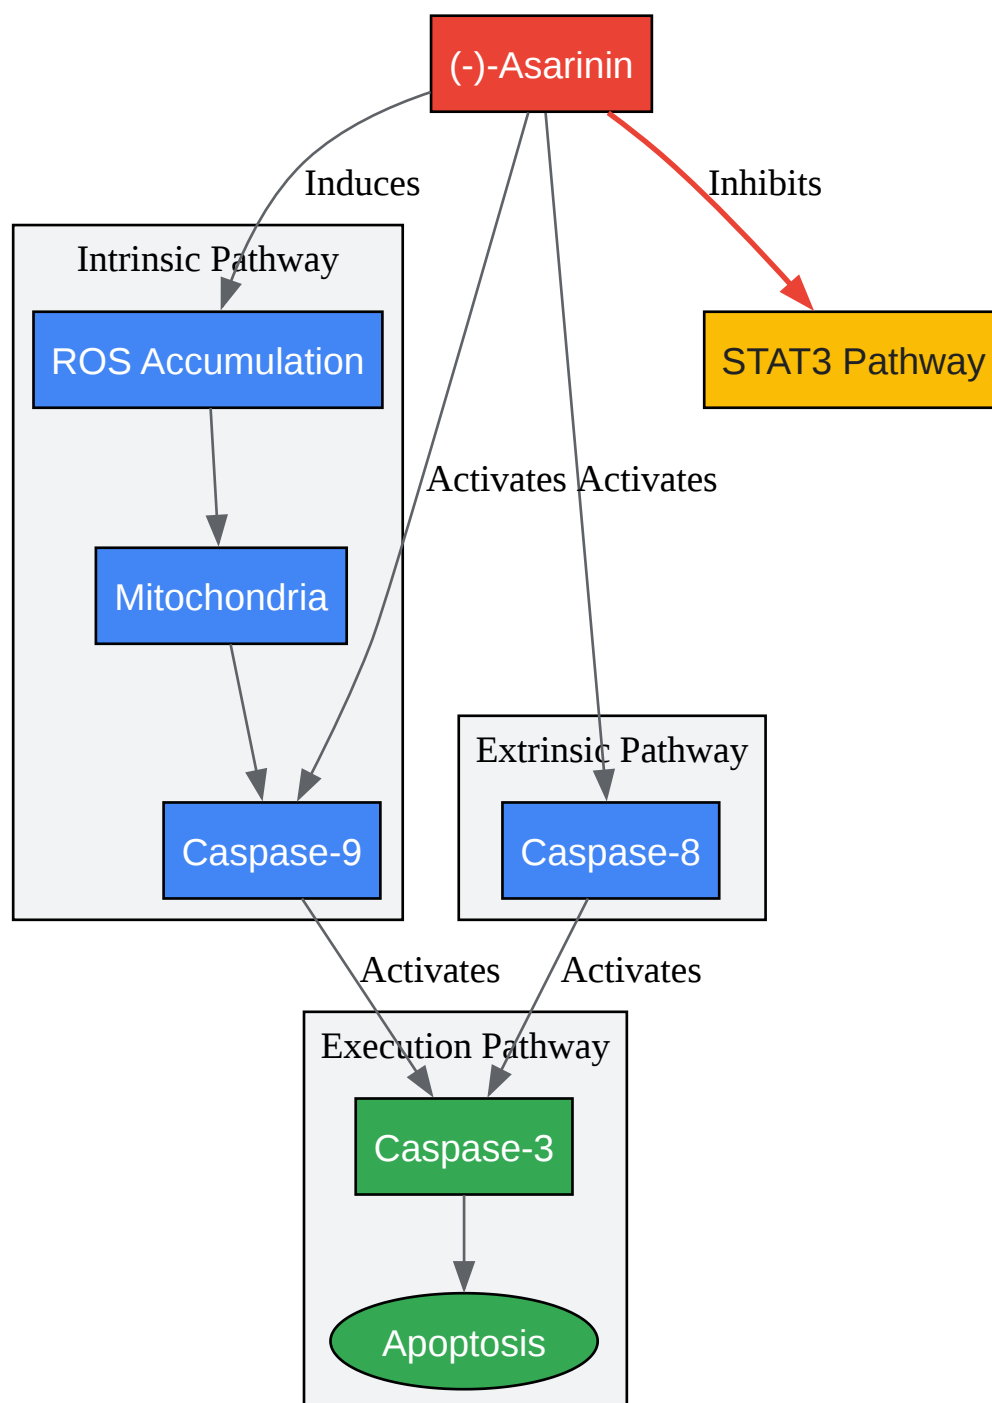 (-)-Asarinin
Induces
Inhibits
Intrinsic Pathway
ROS Accumulation
STAT3 Pathway
Activates
Activates
Mitochondria
Extrinsic Pathway
Caspase-9
Caspase-8
Activates
Activates
Execution Pathway
Caspase-3
Apoptosis